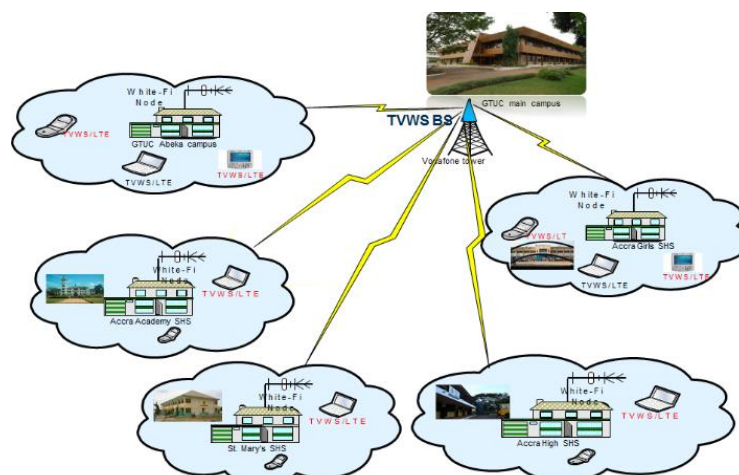 GTUC main campus
TVWS BS
Vodafone tower
White-Fi
Node
TVWS/LTE
GTUC Abeka campus
TVWS/LTE
TVWS/LTE
White-Fi
Node
TVWS/LT
Accra Girls SHS
TVWS/LTE
TVWS/LTE
White-Fi
Node
TVWS/LTE
Accra Academy SHS
White-Fi
Node
TVWS/LTE
St. Mary's SHS
White-Fi
Node
TVWS/LTE
Accra High SHS